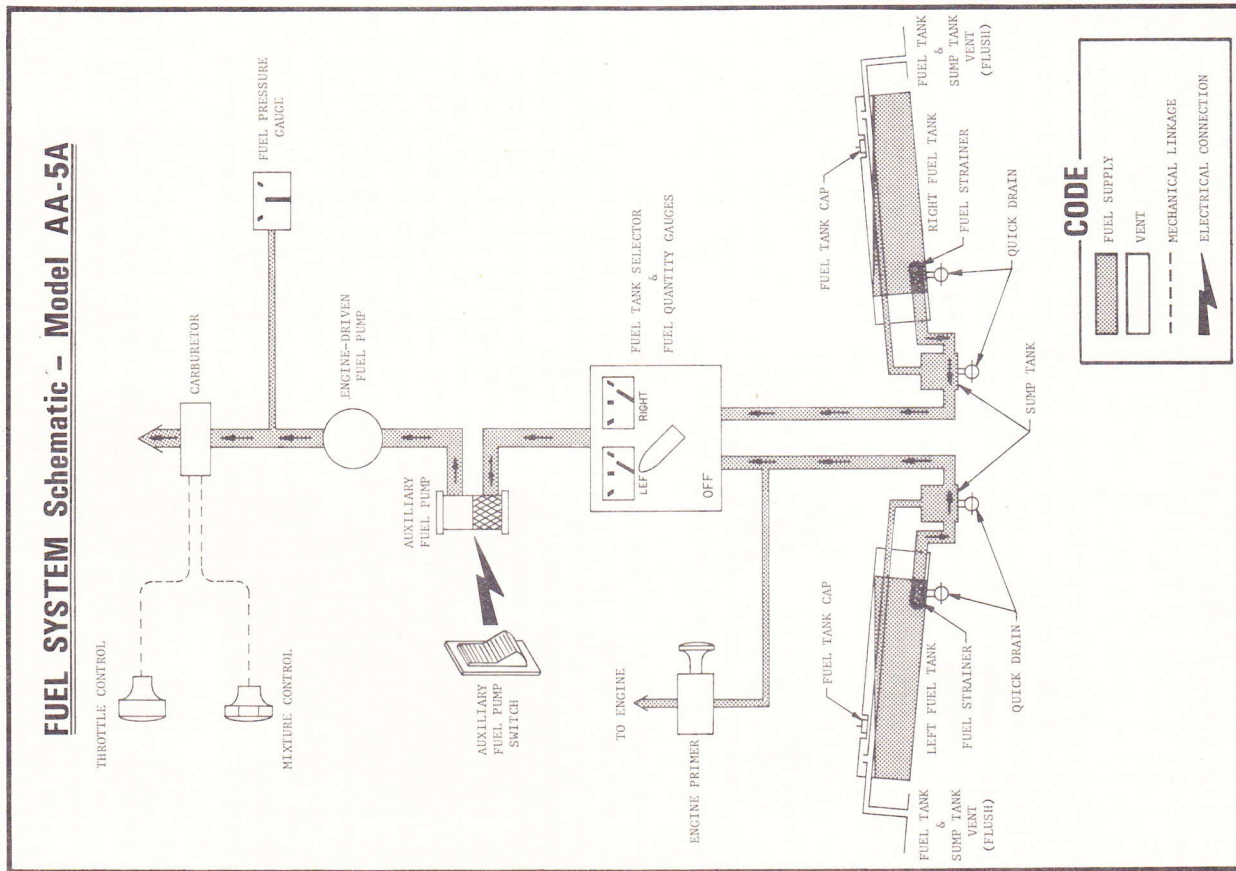 FUEL SYSTEM Schematic - Model AA-5A
THROTTLE CONTROL
MIXTURE CONTROL
CARBURETOR
FUEL PRESSURE
GAUGE
ENGINE-DRIVEN
FUEL PUMP
AUXILIARY
FUEL PUMP
AUXILIARY
FUEL PUMP
SWITCH
FUEL TANK SELECTOR
&
FUEL QUANTITY GAUGES
LEFT
RIGHT
OFF
TO ENGINE
ENGINE PRIMER
FUEL TANK CAP
FUEL TANK CAP
FUEL TANK
&
SUMP TANK
VENT
(FLUSH)
LEFT FUEL TANK
FUEL STRAINER
QUICK DRAIN
SUMP TANK
QUICK DRAIN
RIGHT FUEL TANK
FUEL STRAINER
FUEL TANK
&
SUMP TANK
VENT
(FLUSH)
CODE
FUEL SUPPLY
VENT
MECHANICAL LINKAGE
ELECTRICAL CONNECTION